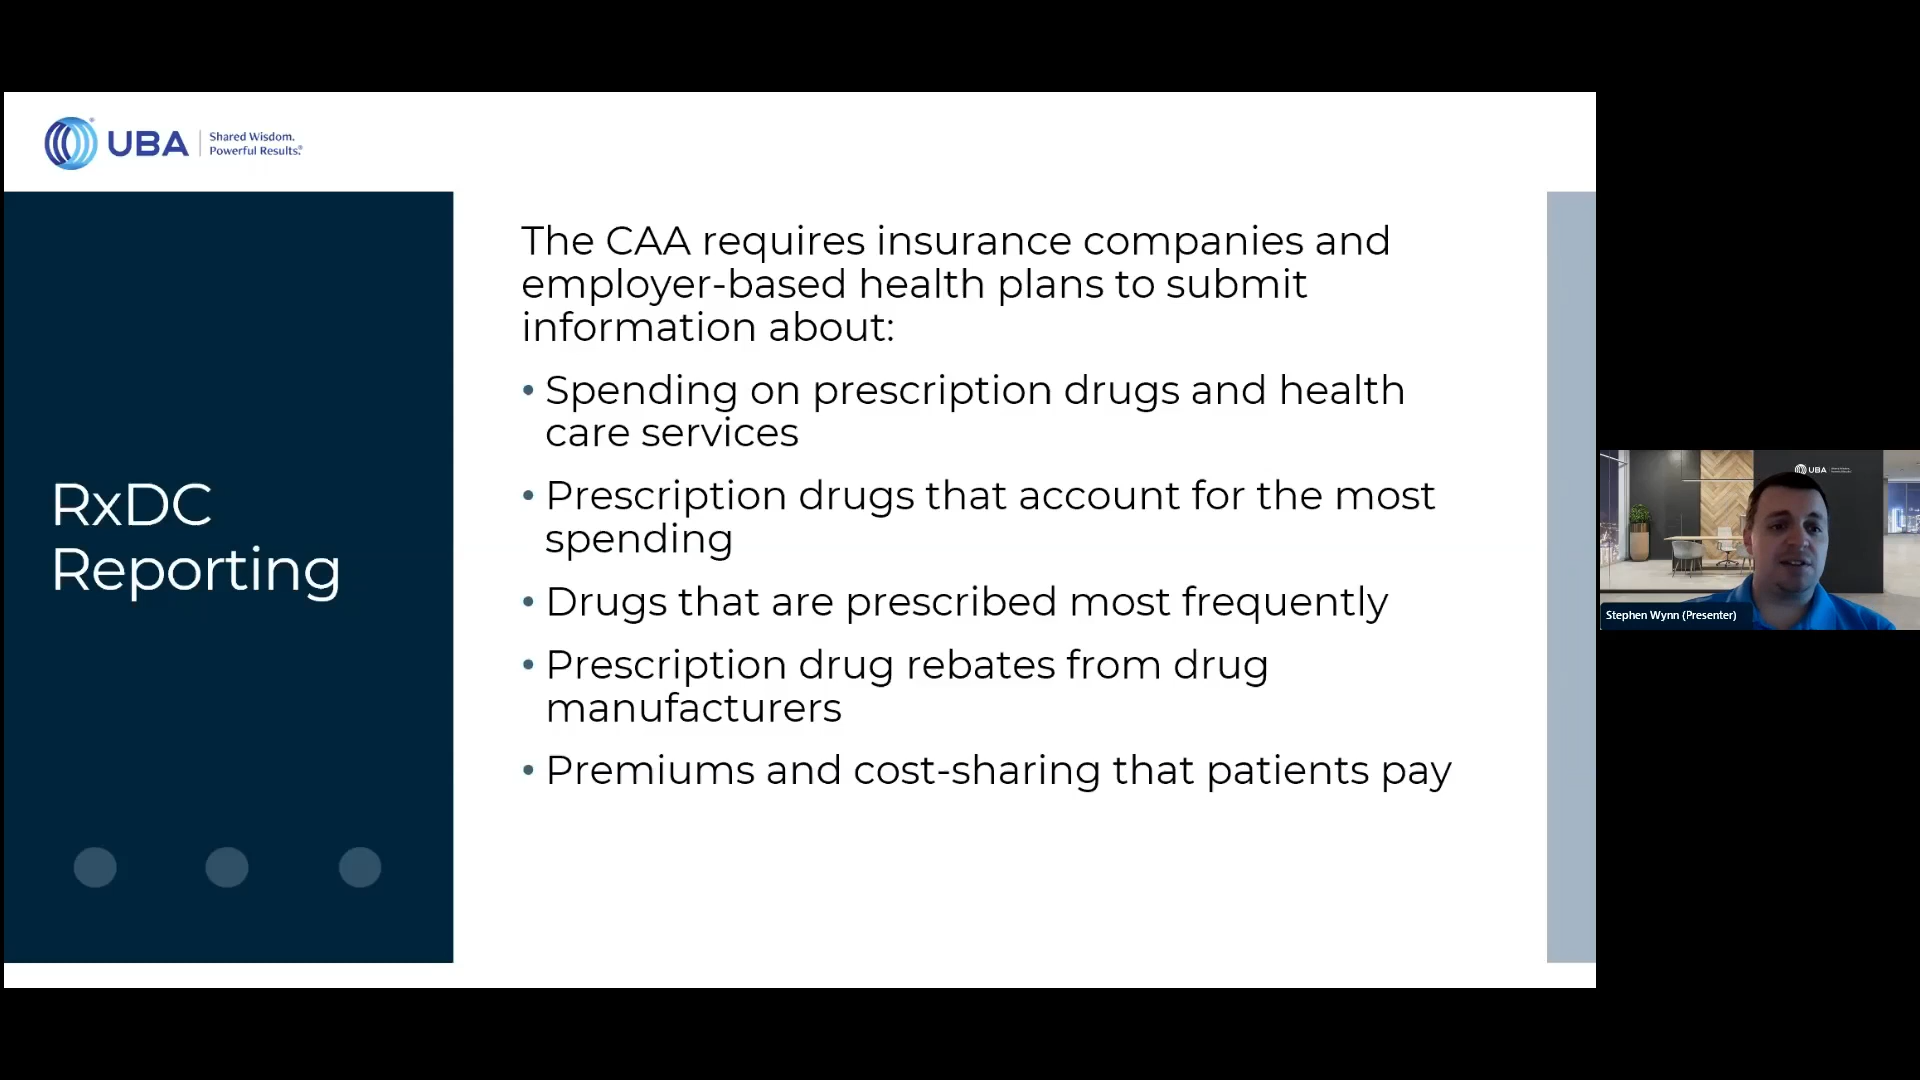 UBA
Shared Wisdom.
Powerful Results.®
RxDC
Reporting
The CAA requires insurance companies and
employer-based health plans to submit
information about:
• Spending on prescription drugs and health
care services
• Prescription drugs that account for the most
spending
• Drugs that are prescribed most frequently
• Prescription drug rebates from drug
manufacturers
• Premiums and cost-sharing that patients pay
UBA
Stephen Wynn (Presenter)